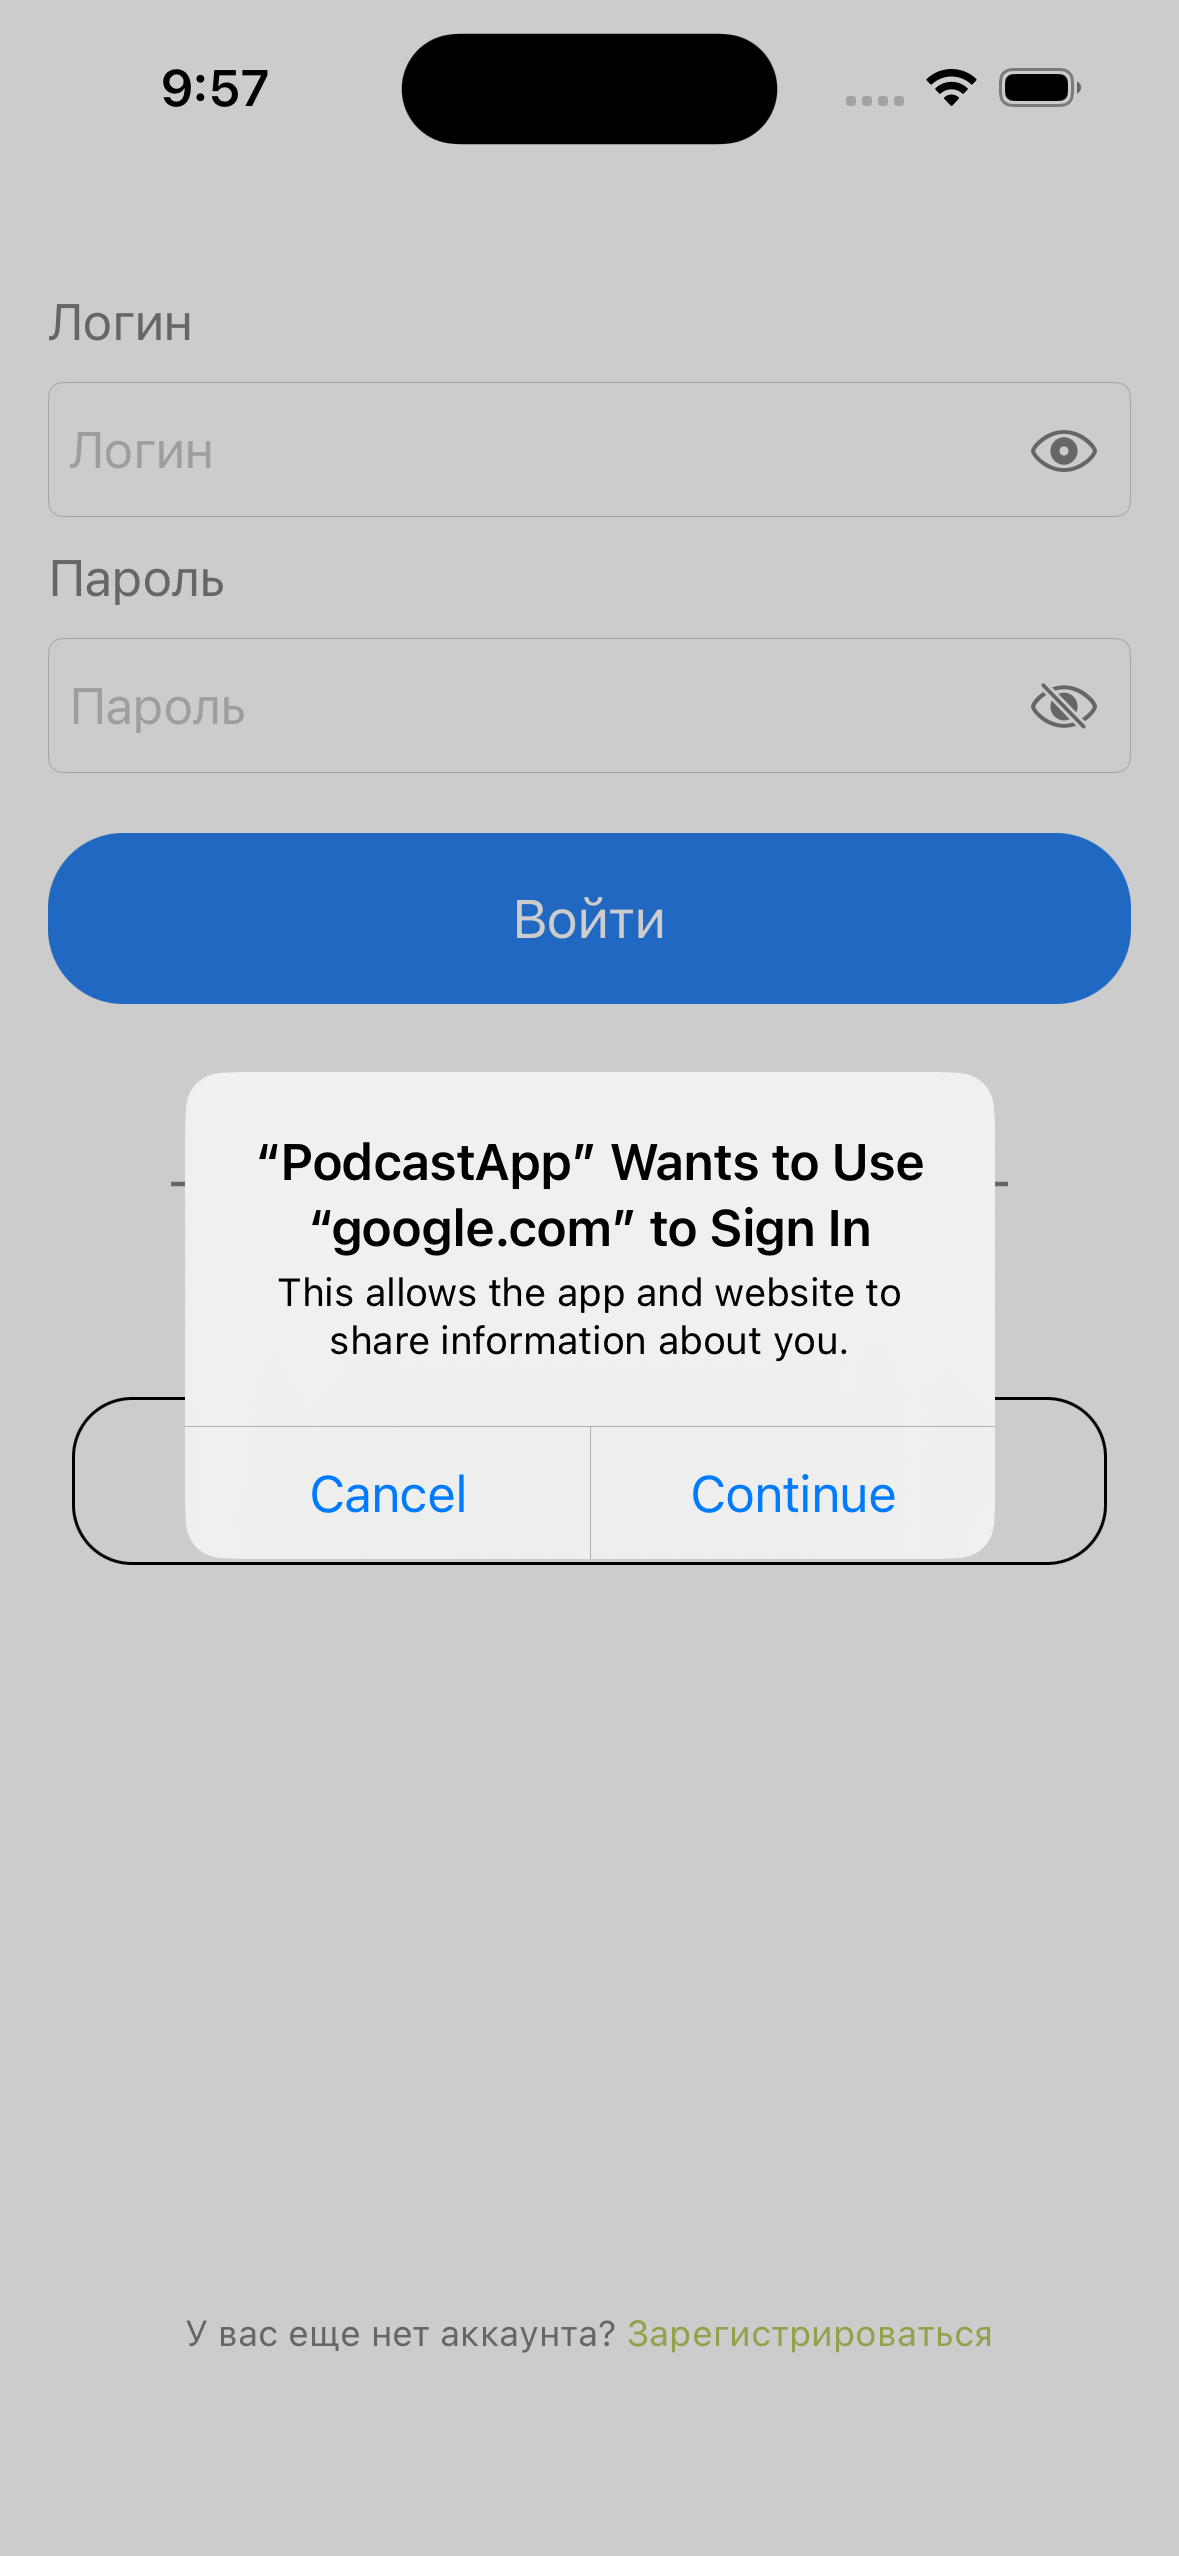 9:57
Логин
Логин
Пароль
Пароль
Войти
“PodcastApp” Wants to Use
“google.com” to Sign In
This allows the app and website to
share information about you.
Cancel
Continue
У вас еще нет аккаунта? Зарегистрироваться